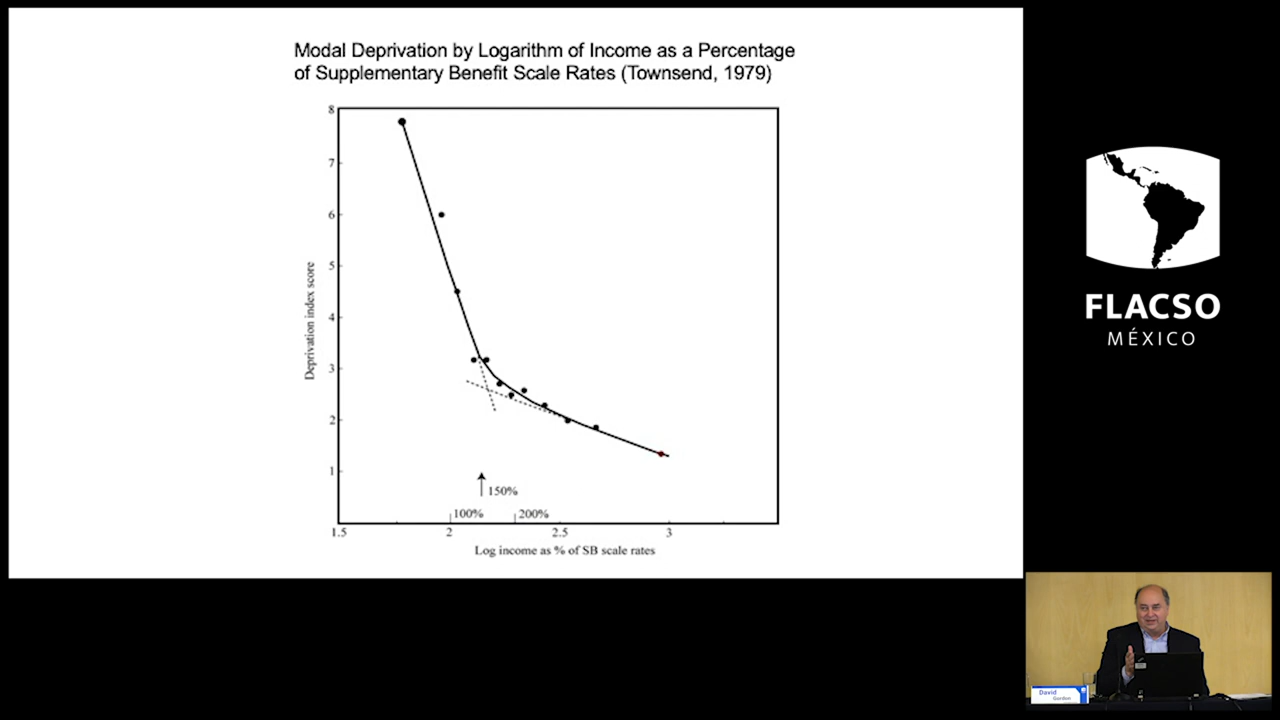 Modal Deprivation by Logarithm of Income as a Percentage
of Supplementary Benefit Scale Rates (Townsend, 1979)
8
7
6
5
4
3
2
1
Deprivation index score
150%
100%
200%
1.5
2
2.5
3
Log income as % of SB scale rates
FLACSO
MÉXICO
David
Gordon